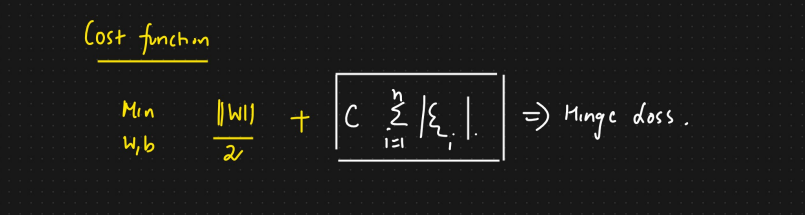 Cost function
Min W,b ||W||/2 + C Σ i=1 n |ξi|. ⇒ Hinge loss.